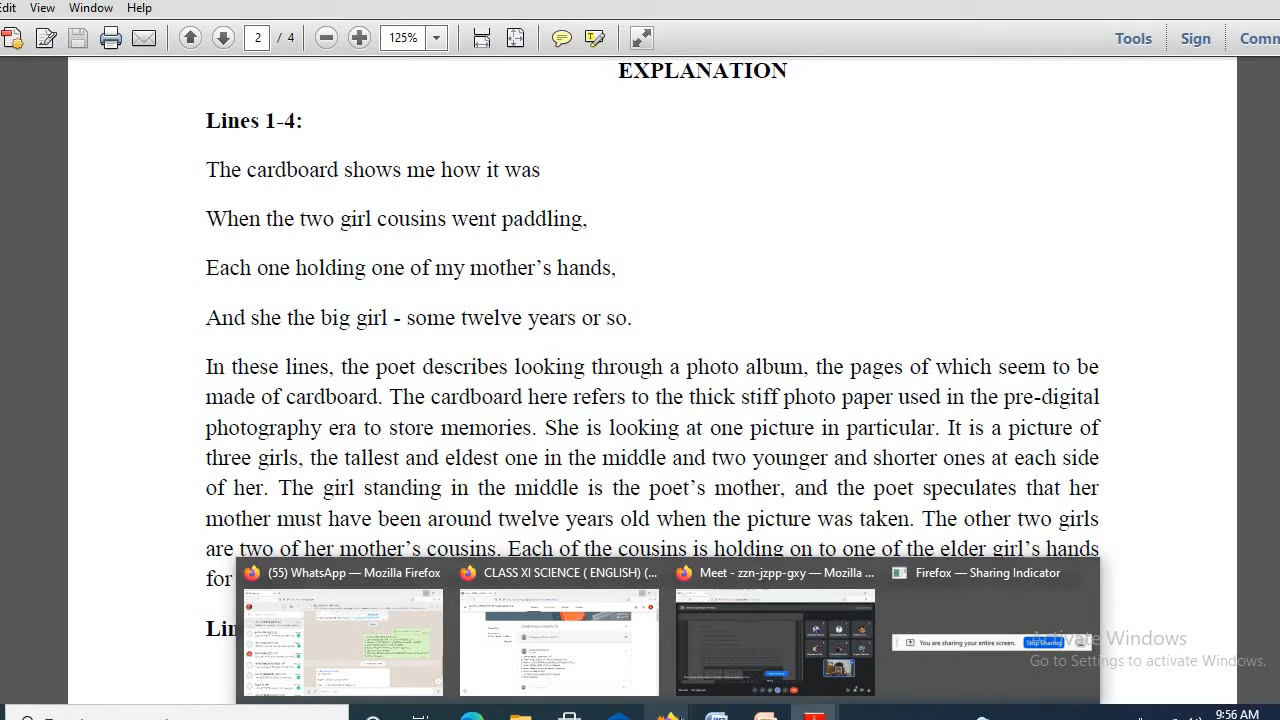 Edit View Window Help
2 / 4 125% Tools Sign Comm
EXPLANATION
Lines 1-4:
The cardboard shows me how it was
When the two girl cousins went paddling,
Each one holding one of my mother’s hands,
And she the big girl - some twelve years or so.
In these lines, the poet describes looking through a photo album, the pages of which seem to be
made of cardboard. The cardboard here refers to the thick stiff photo paper used in the pre-digital
photography era to store memories. She is looking at one picture in particular. It is a picture of
three girls, the tallest and eldest one in the middle and two younger and shorter ones at each side
of her. The girl standing in the middle is the poet’s mother, and the poet speculates that her
mother must have been around twelve years old when the picture was taken. The other two girls
are two of her mother’s cousins. Each of the cousins is holding on to one of the elder girl’s hands
for
(55) WhatsApp — Mozilla Firefox CLASS XI SCIENCE ( ENGLISH) (... Meet - zzn-jzpp-gxy — Mozilla ... Firefox — Sharing Indicator
Lin
You are sharing your entire screen. Stop Sharing
Activate Windows
Go to Settings to activate Windows.
9:56 AM